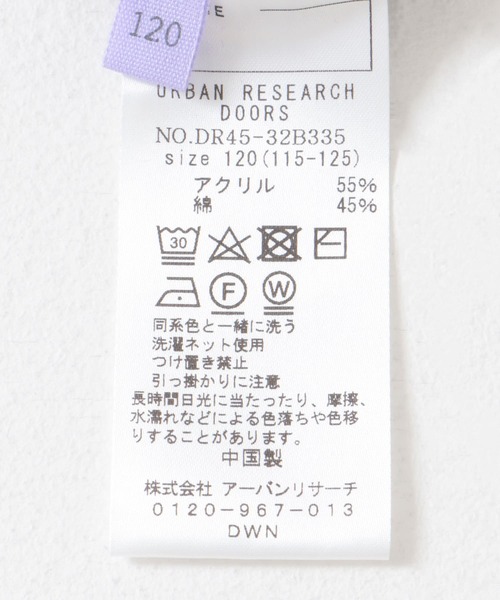 120
URBAN RESEARCH
DOORS
NO.DR45-32B335
size 120(115-125)
アクリル 55%
綿 45%
30
F W
同系色と一緒に洗う
洗濯ネット使用
つけ置き禁止
引っ掛かりに注意
長時間日光に当たったり、摩擦、
水濡れなどによる色落ちや色移
りすることがあります。
中国製
株式会社 アーバンリサーチ
0120-967-013
DWN